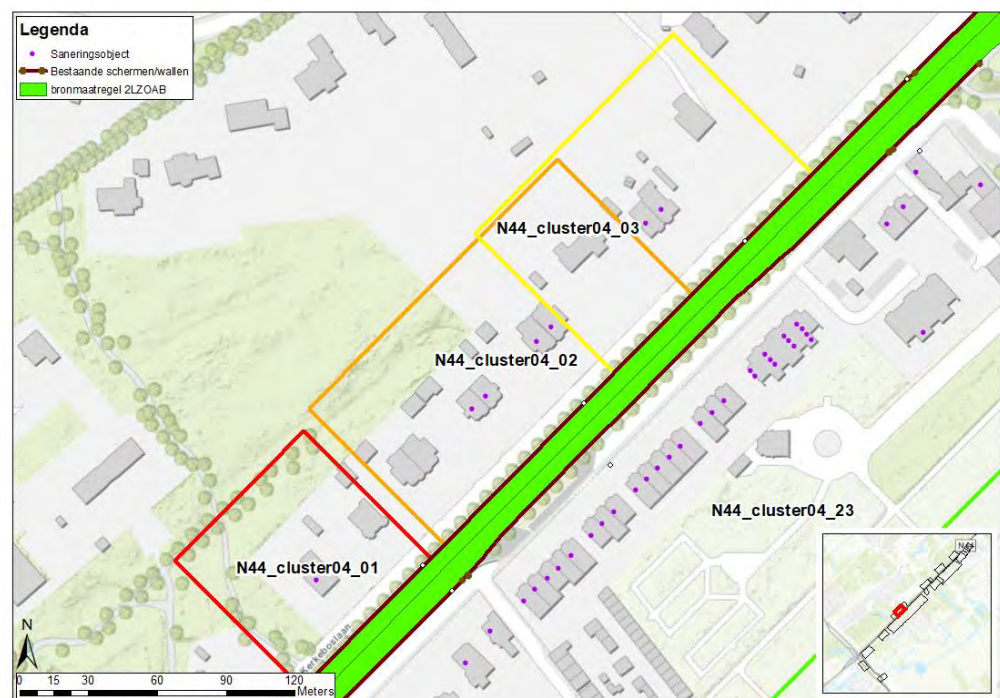 Legenda
Saneringsobject
Bestaande schermen/wallen
bronmaatregel 2LZOAB
N44_cluster04_03
N44_cluster04_02
N44_cluster04_23
N44_cluster04_01
Kerkeboslaan
N44
N
0 15 30 60 90 120
Meters